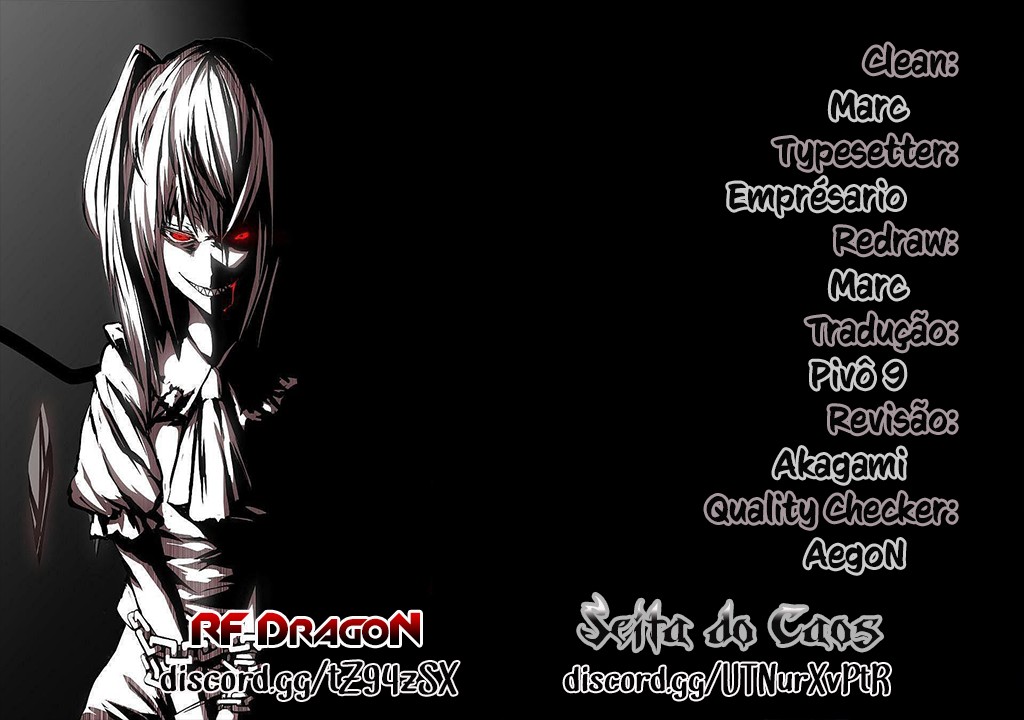 Clean:
Marc
Typesetter:
Emprésario
Redraw:
Marc
Tradução:
Pivô 9
Revisão:
Akagami
Quality Checker:
AegoN
RF DragoN
discord.gg/tZ94zSX
Seita do Caos
discord.gg/UTNurXvPtR